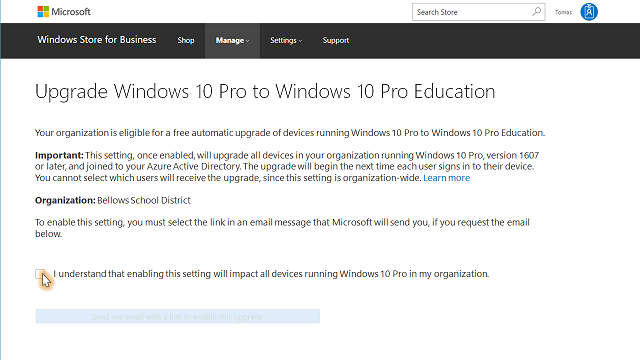 Microsoft Search Store Tomas
Windows Store for Business Shop Manage Settings Support
Upgrade Windows 10 Pro to Windows 10 Pro Education
Your organization is eligible for a free automatic upgrade of devices running Windows 10 Pro to Windows 10 Pro Education.
Important: This setting, once enabled, will upgrade all devices in your organization running Windows 10 Pro, version 1607
or later, and joined to your Azure Active Directory. The upgrade will begin the next time each user signs in to their device.
You cannot select which users will receive the upgrade, since this setting is organization-wide. Learn more
Organization: Bellows School District
To enable this setting, you must select the link in an email message that Microsoft will send you, if you request the email
below.
I understand that enabling this setting will impact all devices running Windows 10 Pro in my organization.
Send me email with a link to enable this upgrade